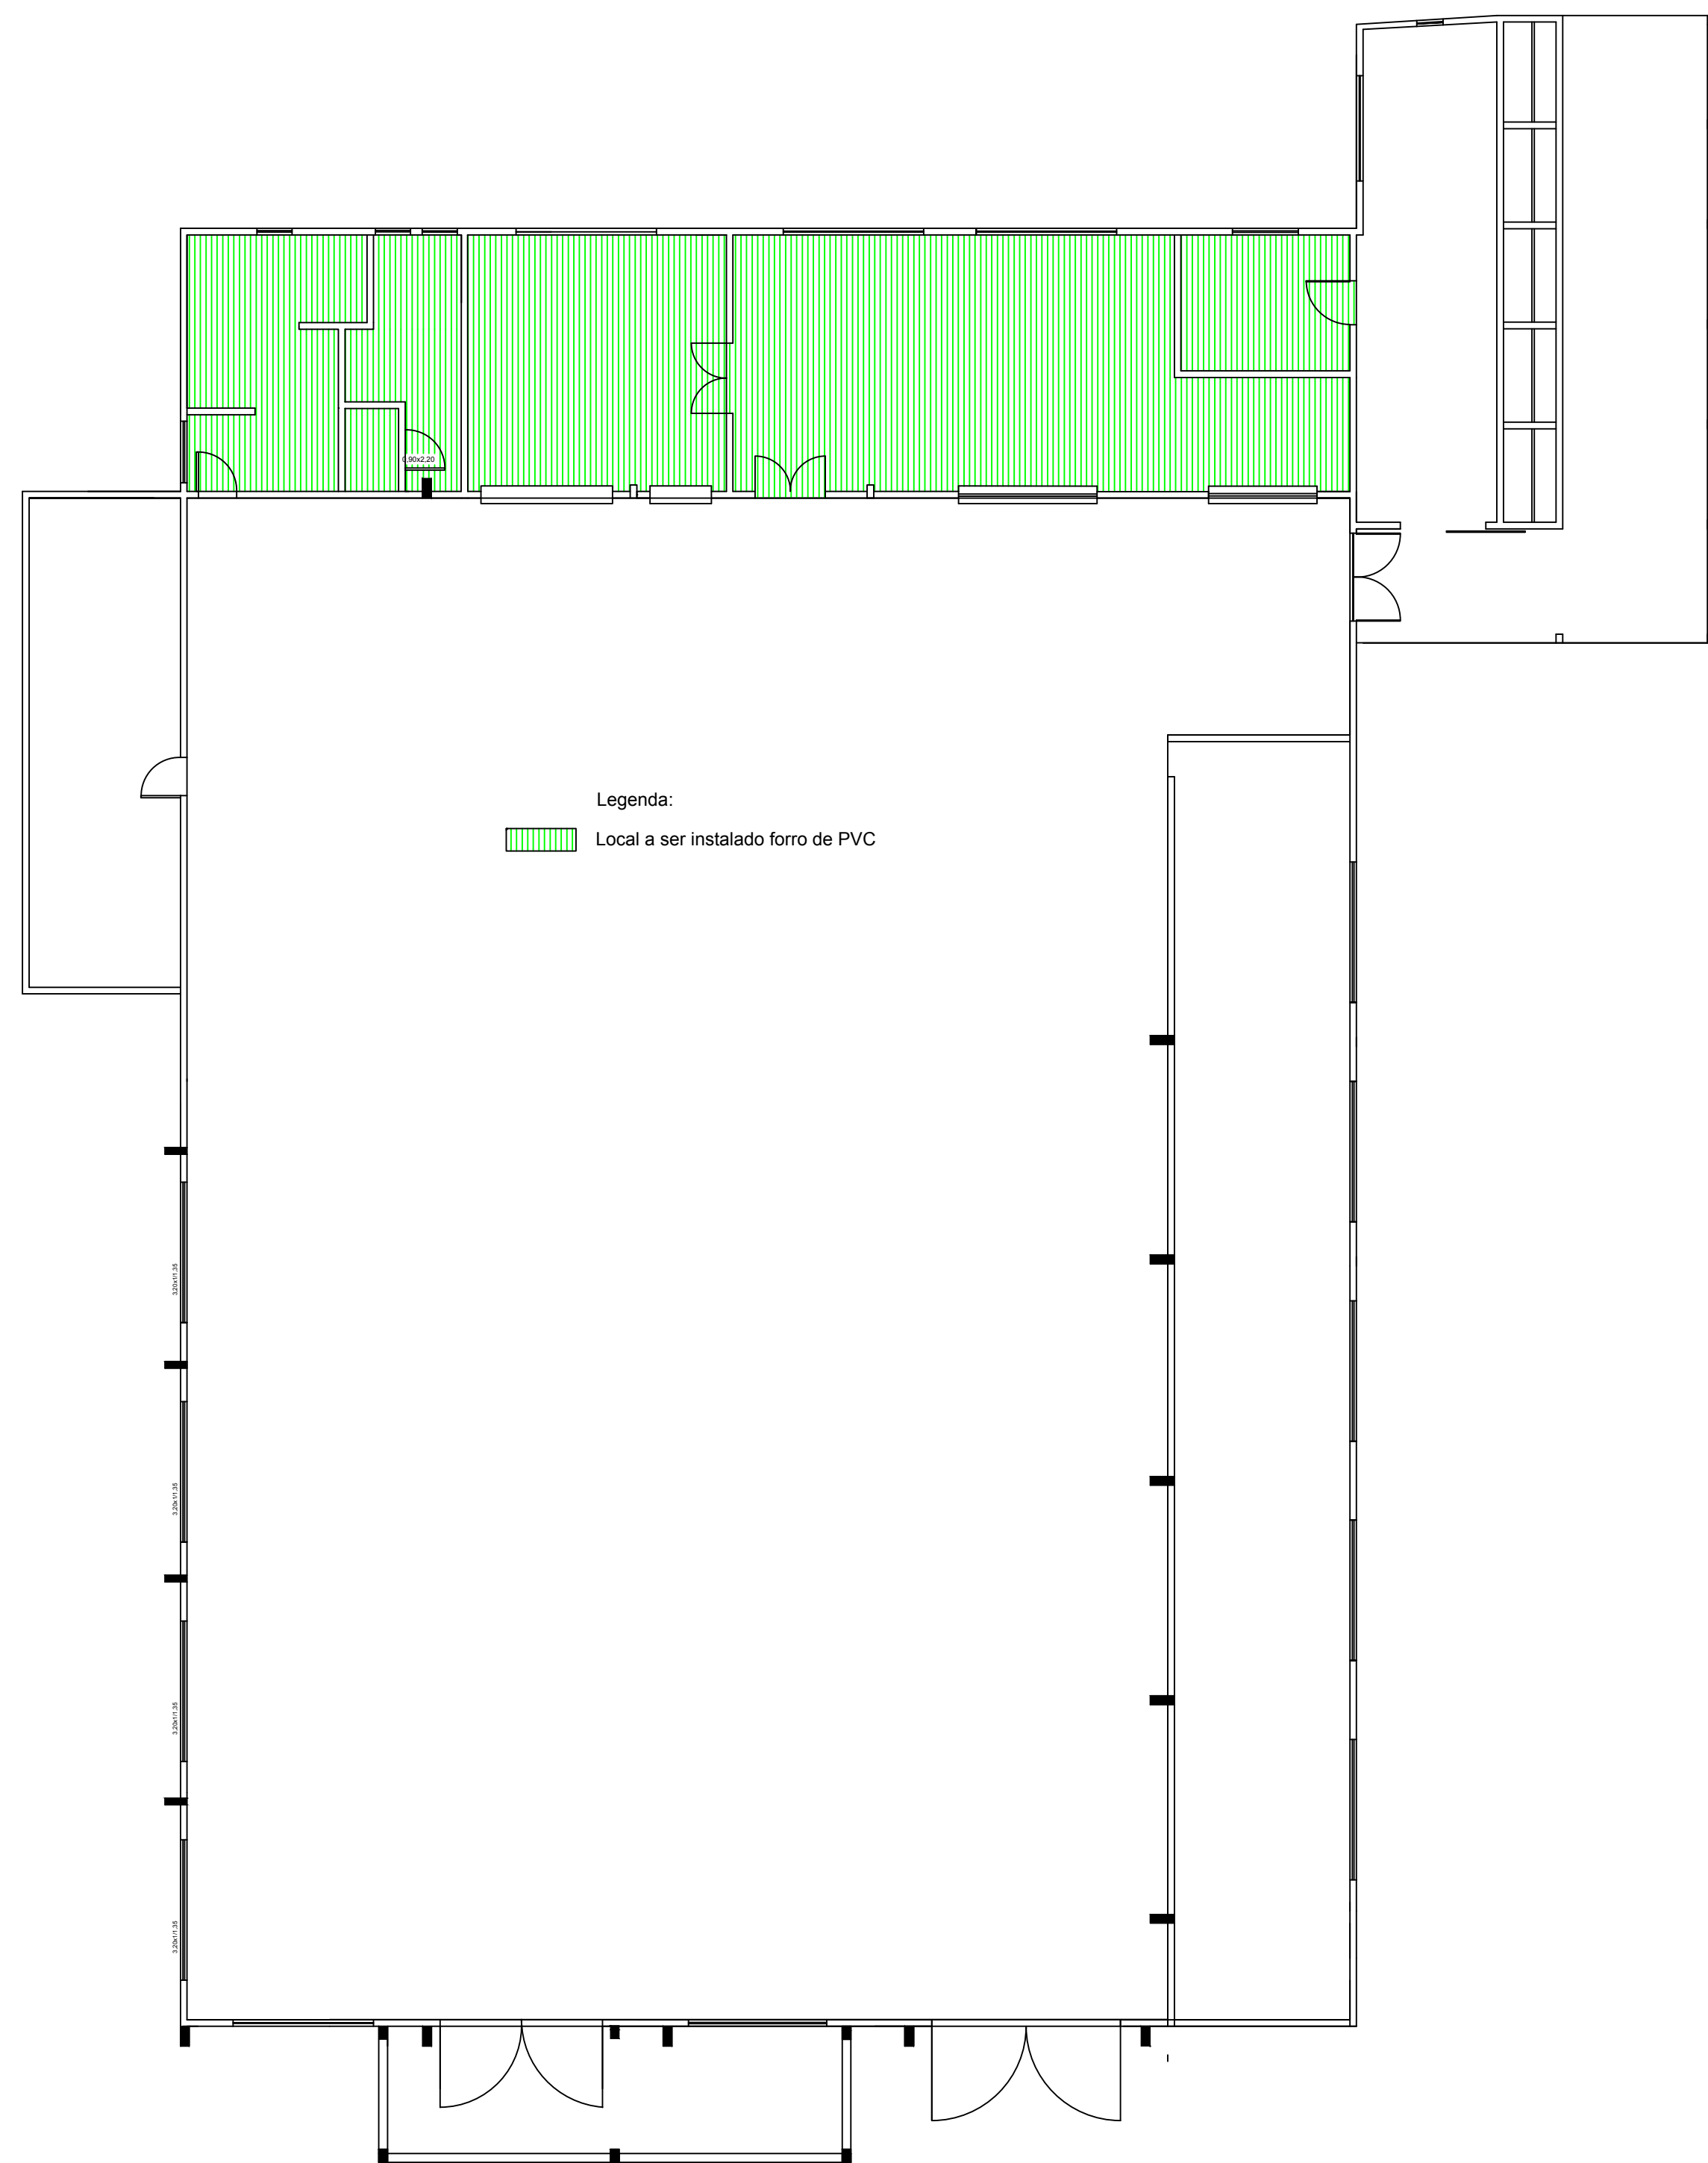 0,90x2,20
Legenda:
Local a ser instalado forro de PVC
3,20x1/1,35
3,20x1/1,35
3,20x1/1,35
3,20x1/1,35